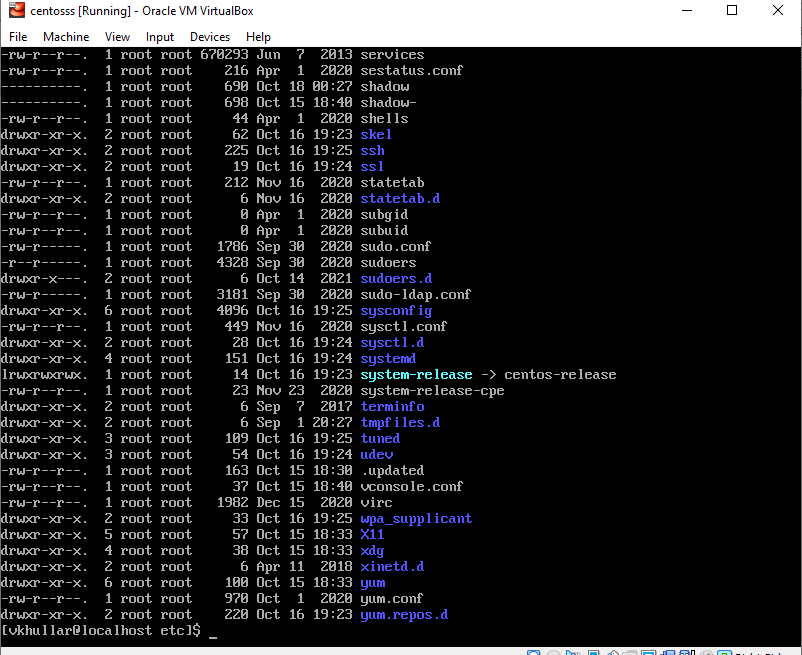 centosss [Running] - Oracle VM VirtualBox
File Machine View Input Devices Help
-rw-r--r--. 1 root root 670293 Jun 7 2013 services
-rw-r--r--. 1 root root 216 Apr 1 2020 sestatus.conf
----------. 1 root root 690 Oct 18 00:27 shadow
----------. 1 root root 698 Oct 15 18:40 shadow-
-rw-r--r--. 1 root root 44 Apr 1 2020 shells
drwxr-xr-x. 2 root root 62 Oct 16 19:23 skel
drwxr-xr-x. 2 root root 225 Oct 16 19:25 ssh
drwxr-xr-x. 2 root root 19 Oct 16 19:24 ssl
-rw-r--r--. 1 root root 212 Nov 16 2020 statetab
drwxr-xr-x. 2 root root 6 Nov 16 2020 statetab.d
-rw-r--r--. 1 root root 0 Apr 1 2020 subgid
-rw-r--r--. 1 root root 0 Apr 1 2020 subuid
-rw-r-----. 1 root root 1786 Sep 30 2020 sudo.conf
-r--r-----. 1 root root 4328 Sep 30 2020 sudoers
drwxr-x---. 2 root root 6 Oct 14 2021 sudoers.d
-rw-r-----. 1 root root 3181 Sep 30 2020 sudo-ldap.conf
drwxr-xr-x. 6 root root 4096 Oct 16 19:25 sysconfig
-rw-r--r--. 1 root root 449 Nov 16 2020 sysctl.conf
drwxr-xr-x. 2 root root 28 Oct 16 19:24 sysctl.d
drwxr-xr-x. 4 root root 151 Oct 16 19:24 systemd
lrwxrwxrwx. 1 root root 14 Oct 16 19:23 system-release -> centos-release
-rw-r--r--. 1 root root 23 Nov 23 2020 system-release-cpe
drwxr-xr-x. 2 root root 6 Sep 7 2017 terminfo
drwxr-xr-x. 2 root root 6 Sep 1 20:27 tmpfiles.d
drwxr-xr-x. 3 root root 109 Oct 16 19:25 tuned
drwxr-xr-x. 3 root root 54 Oct 16 19:24 udev
-rw-r--r--. 1 root root 163 Oct 15 18:30 .updated
-rw-r--r--. 1 root root 37 Oct 15 18:40 vconsole.conf
-rw-r--r--. 1 root root 1982 Dec 15 2020 virc
drwxr-xr-x. 2 root root 33 Oct 16 19:25 wpa_supplicant
drwxr-xr-x. 5 root root 57 Oct 15 18:33 X11
drwxr-xr-x. 4 root root 38 Oct 15 18:33 xdg
drwxr-xr-x. 2 root root 6 Apr 11 2018 xinetd.d
drwxr-xr-x. 6 root root 100 Oct 15 18:33 yum
-rw-r--r--. 1 root root 970 Oct 1 2020 yum.conf
drwxr-xr-x. 2 root root 220 Oct 16 19:23 yum.repos.d
[vkhullar@localhost etc]$ _